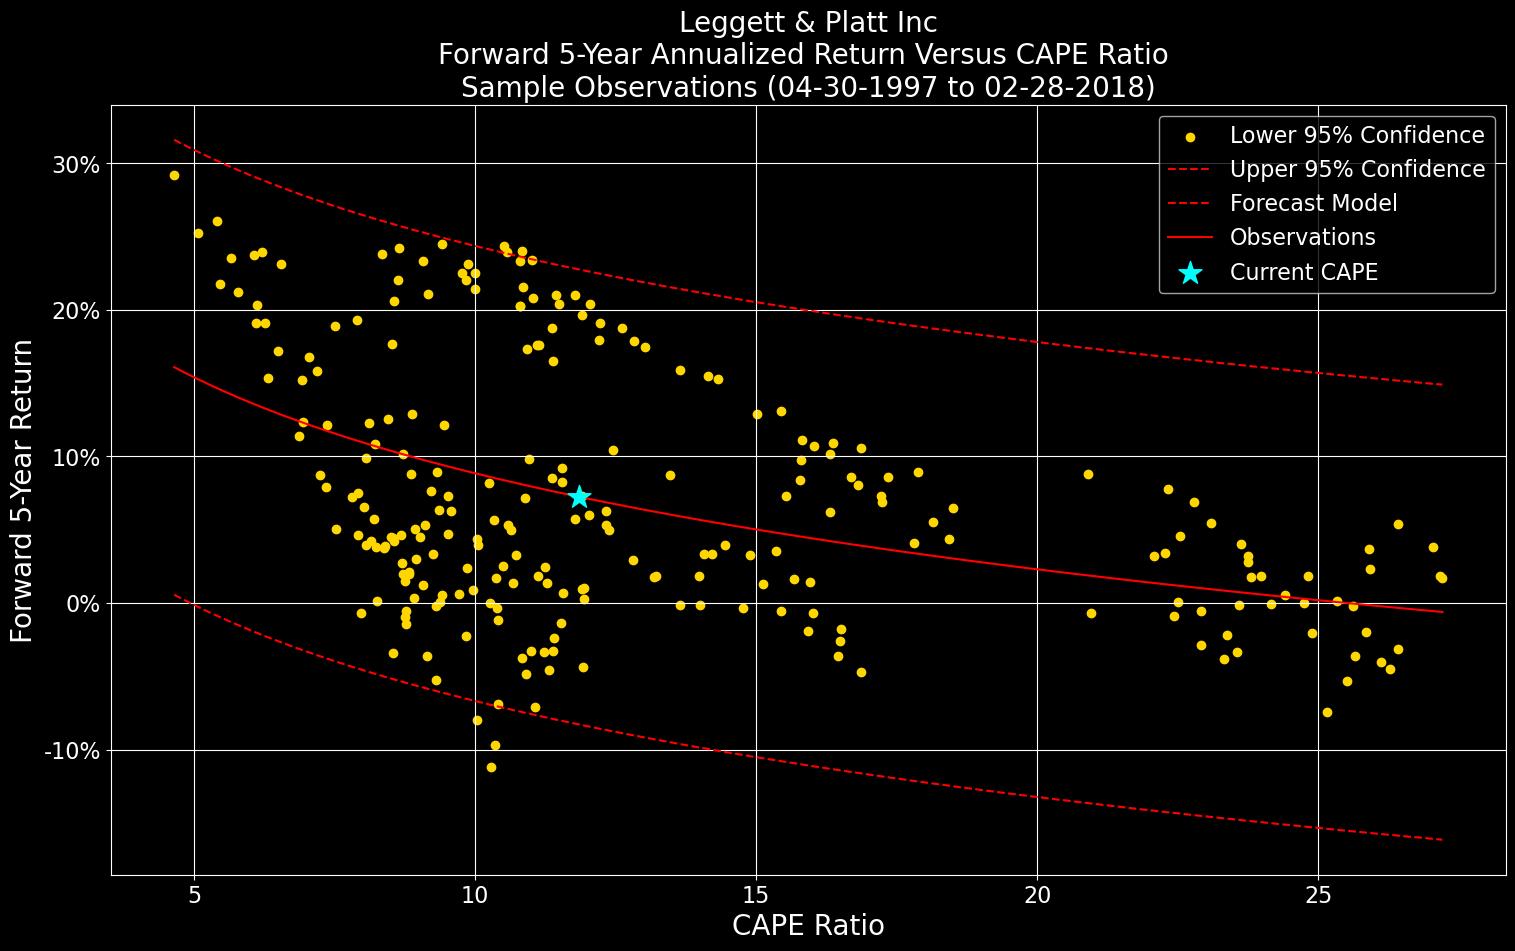 Leggett & Platt Inc
Forward 5-Year Annualized Return Versus CAPE Ratio
Sample Observations (04-30-1997 to 02-28-2018)
Lower 95% Confidence
Upper 95% Confidence
Forecast Model
Observations
Current CAPE
Forward 5-Year Return
30%
20%
10%
0%
-10%
5
10
15
20
25
CAPE Ratio